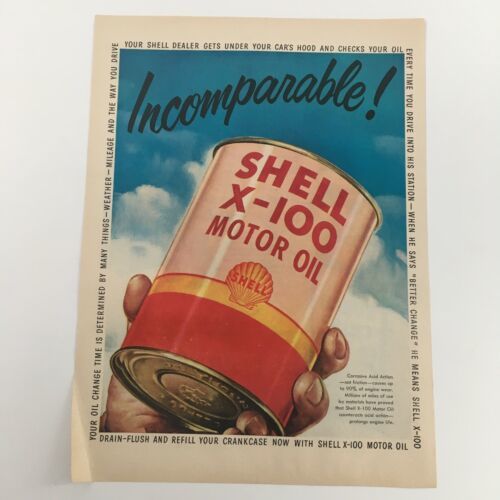 YOUR SHELL DEALER GETS UNDER YOUR CAR'S HOOD AND CHECKS YOUR OIL
EVERY TIME YOU DRIVE INTO HIS STATION—WHEN HE SAYS "BETTER CHANGE" HE MEANS SHELL X-100
Incomparable!
SHELL
X-100
MOTOR OIL
SHELL
Corrosive Acid Action
—not friction—causes up
to 90% of engine wear.
Millions of miles of use
by motorists have proved
that Shell X-100 Motor Oil
counteracts acid action—
prolongs engine life.
DRAIN-FLUSH AND REFILL YOUR CRANKCASE NOW WITH SHELL X-100 MOTOR OIL
YOUR OIL CHANGE TIME IS DETERMINED BY MANY THINGS—WEATHER—MILEAGE AND THE WAY YOU DRIVE